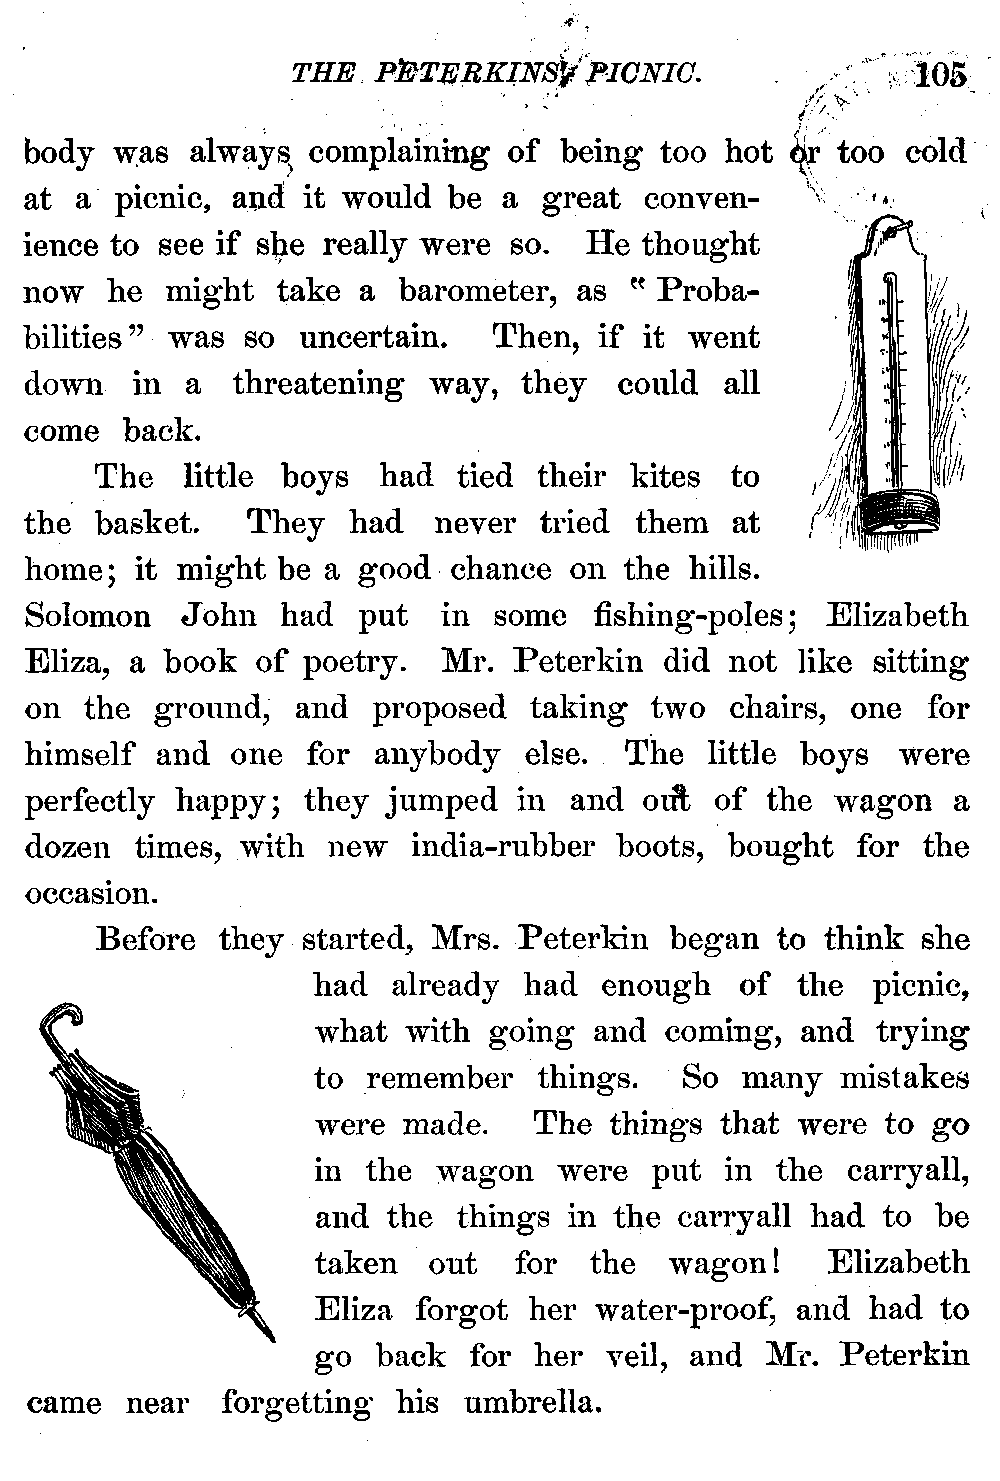 THE PETERKINS' PICNIC. 105
body was always complaining of being too hot or too cold
at a picnic, and it would be a great conven-
ience to see if she really were so. He thought
now he might take a barometer, as “Proba-
bilities” was so uncertain. Then, if it went
down in a threatening way, they could all
come back.
The little boys had tied their kites to
the basket. They had never tried them at
home; it might be a good chance on the hills.
Solomon John had put in some fishing-poles; Elizabeth
Eliza, a book of poetry. Mr. Peterkin did not like sitting
on the ground, and proposed taking two chairs, one for
himself and one for anybody else. The little boys were
perfectly happy; they jumped in and out of the wagon a
dozen times, with new india-rubber boots, bought for the
occasion.
Before they started, Mrs. Peterkin began to think she
had already had enough of the picnic,
what with going and coming, and trying
to remember things. So many mistakes
were made. The things that were to go
in the wagon were put in the carryall,
and the things in the carryall had to be
taken out for the wagon! Elizabeth
Eliza forgot her water-proof, and had to
go back for her veil, and Mr. Peterkin
came near forgetting his umbrella.